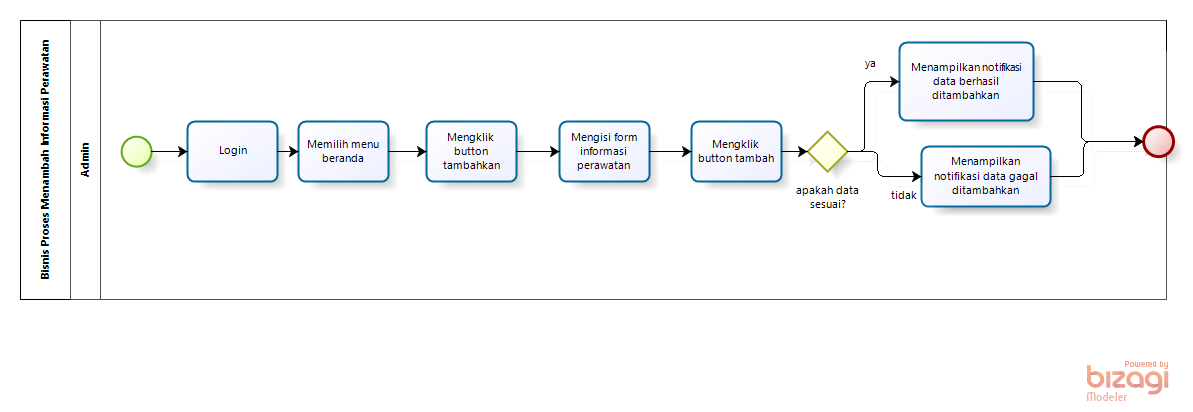 Bisnis Proses Menambah Informasi Perawatan
Admin
Login
Memilih menu
beranda
Mengklik
button
tambahkan
Mengisi form
informasi
perawatan
Mengklik
button tambah
apakah data
sesuai?
ya
Menampilkan notifikasi
data berhasil
ditambahkan
tidak
Menampilkan
notifikasi data gagal
ditambahkan
Powered by
bizagi
Modeler